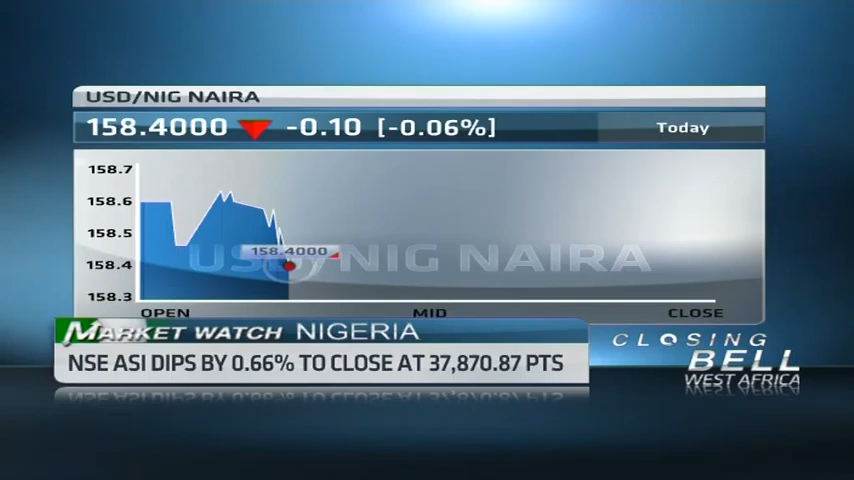 USD/NIG NAIRA
158.4000 -0.10 [-0.06%] Today
158.7
158.6
158.5
158.4000
USD/NIG NAIRA
158.4
158.3
OPEN MID CLOSE
MARKET WATCH NIGERIA
NSE ASI DIPS BY 0.66% TO CLOSE AT 37,870.87 PTS
CLOSING
BELL
WEST AFRICA